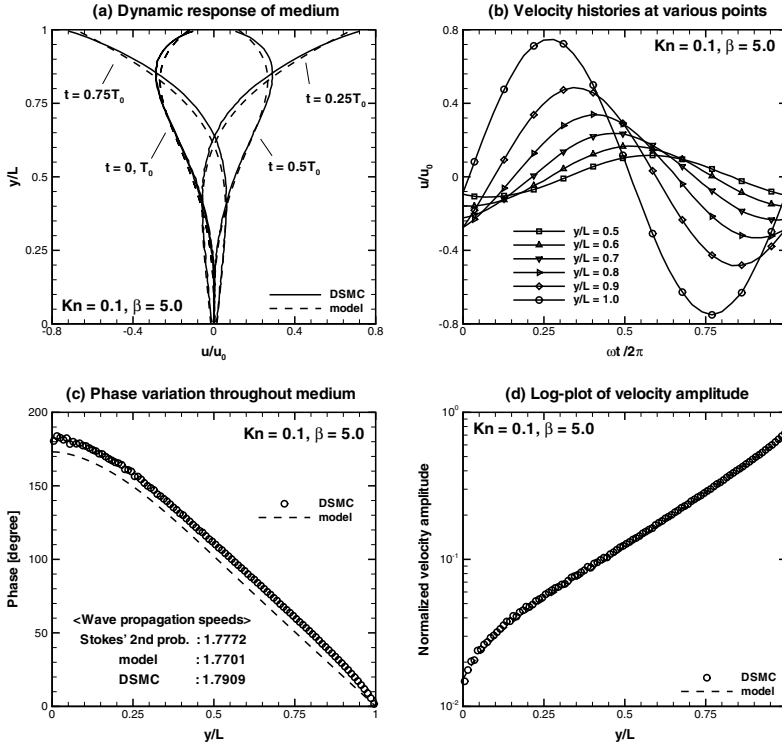 (a) Dynamic response of medium
1
0.75
0.5
0.25
0
y/L
t = 0.75T₀
t = 0.25T₀
t = 0, T₀
t = 0.5T₀
Kn = 0.1, β = 5.0
DSMC
model
-0.8
-0.4
0
0.4
0.8
u/u₀
(b) Velocity histories at various points
Kn = 0.1, β = 5.0
0.8
0.4
0
-0.4
-0.8
u/u₀
y/L = 0.5
y/L = 0.6
y/L = 0.7
y/L = 0.8
y/L = 0.9
y/L = 1.0
0
0.25
0.5
0.75
ωt /2π
(c) Phase variation throughout medium
Kn = 0.1, β = 5.0
200
150
100
50
0
Phase [degree]
DSMC
model
<Wave propagation speeds>
Stokes' 2nd prob. : 1.7772
model : 1.7701
DSMC : 1.7909
0
0.25
0.5
0.75
1
y/L
(d) Log-plot of velocity amplitude
Kn = 0.1, β = 5.0
10⁰
10⁻¹
10⁻²
Normalized velocity amplitude
DSMC
model
0
0.25
0.5
0.75
y/L